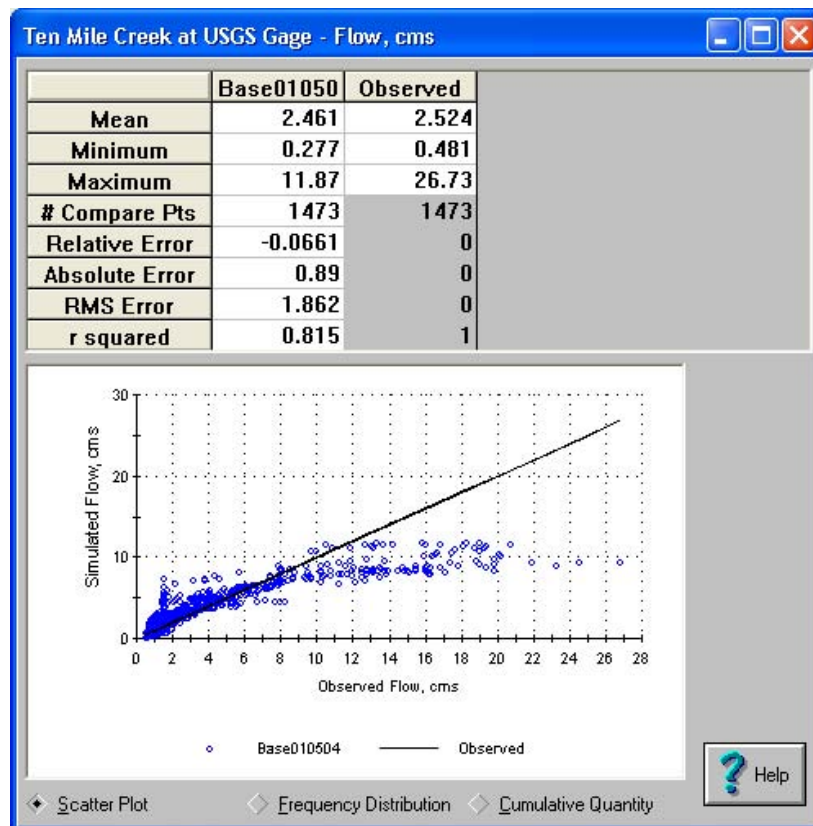 Ten Mile Creek at USGS Gage - Flow, cms
Base01050 Observed
Mean 2.461 2.524
Minimum 0.277 0.481
Maximum 11.87 26.73
# Compare Pts 1473 1473
Relative Error -0.0661 0
Absolute Error 0.89 0
RMS Error 1.862 0
r squared 0.815 1
Simulated Flow, cms
30
20
10
0
0 2 4 6 8 10 12 14 16 18 20 22 24 26 28
Observed Flow, cms
Base010504 Observed
? Help
Scatter Plot Frequency Distribution Cumulative Quantity